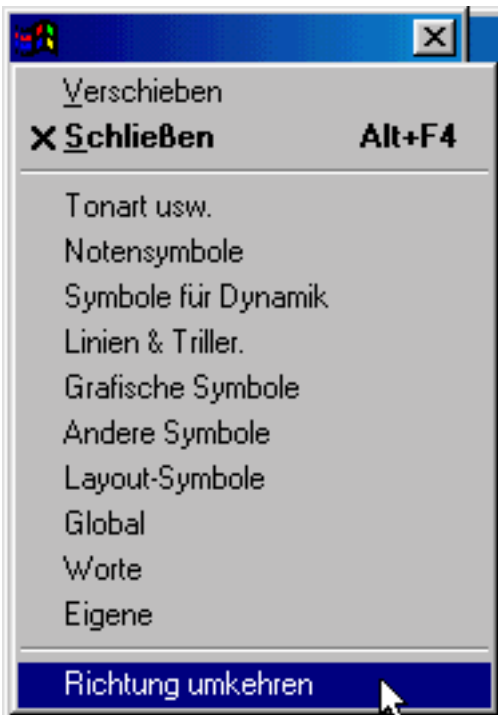 Verschieben
Schließen Alt+F4
Tonart usw.
Notensymbole
Symbole für Dynamik
Linien & Triller.
Grafische Symbole
Andere Symbole
Layout-Symbole
Global
Worte
Eigene
Richtung umkehren